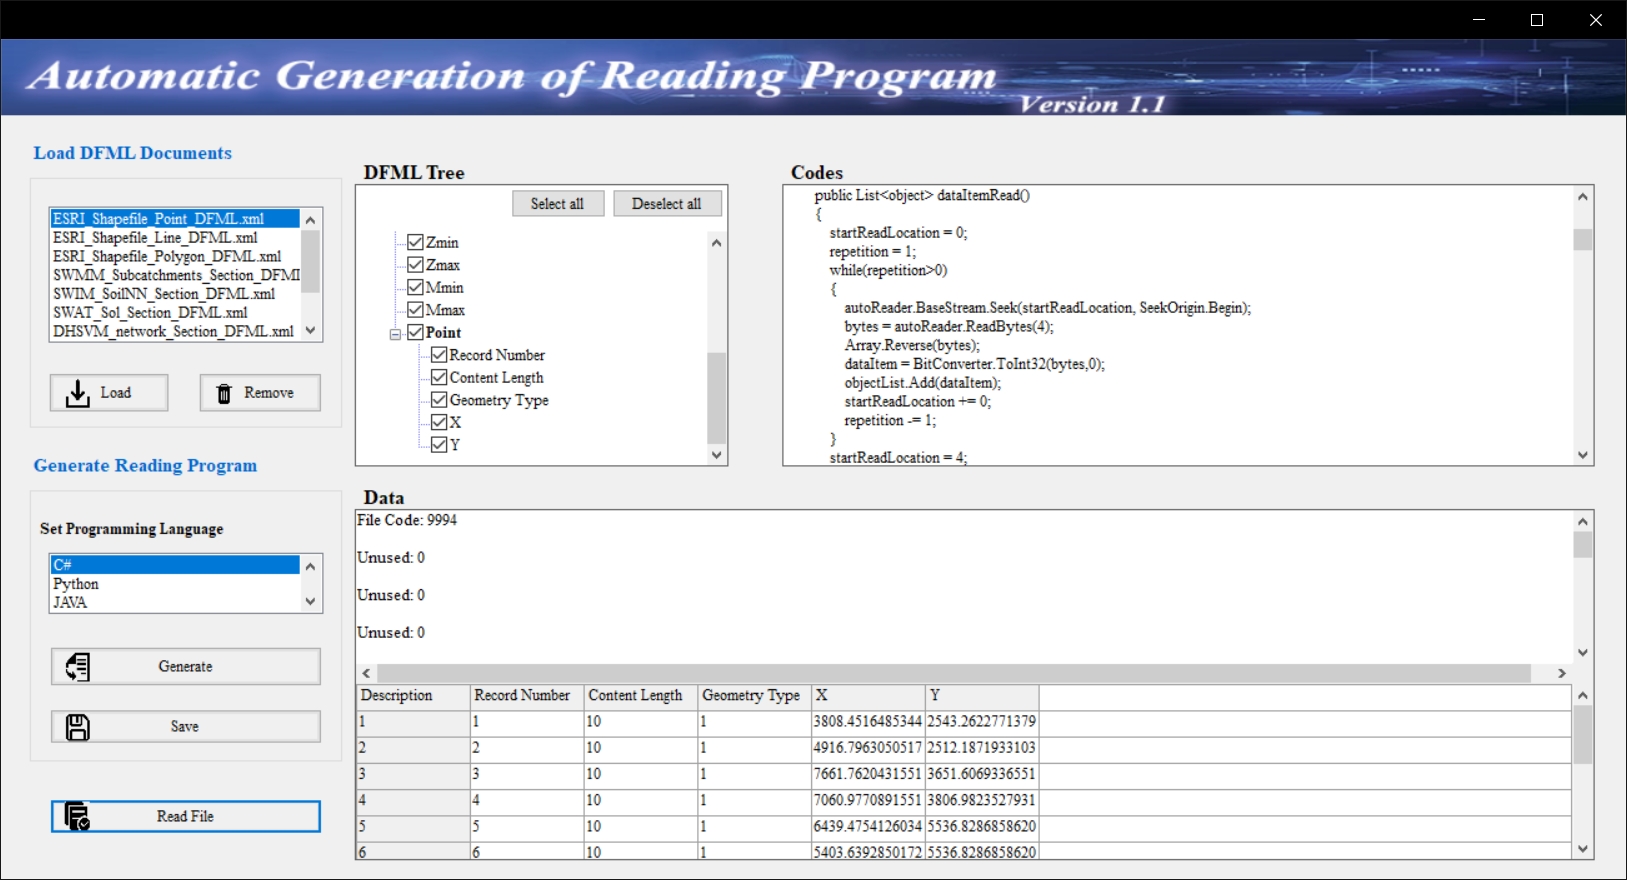 Automatic Generation of Reading Program
Version 1.1
Load DFML Documents
ESRI_Shapefile_Point_DFML.xml
ESRI_Shapefile_Line_DFML.xml
ESRI_Shapefile_Polygon_DFML.xml
SWMM_Subcatchments_Section_DFML
SWIM_SoilNN_Section_DFML.xml
SWAT_Sol_Section_DFML.xml
DHSVM_network_Section_DFML.xml
Load
Remove
Generate Reading Program
Set Programming Language
C#
Python
JAVA
Generate
Save
Read File
DFML Tree
Select all
Deselect all
Zmin
Zmax
Mmin
Mmax
Point
Record Number
Content Length
Geometry Type
X
Y
Codes
public List<object> dataItemRead()
{
startReadLocation = 0;
repetition = 1;
while(repetition>0)
{
autoReader.BaseStream.Seek(startReadLocation, SeekOrigin.Begin);
bytes = autoReader.ReadBytes(4);
Array.Reverse(bytes);
dataItem = BitConverter.ToInt32(bytes,0);
objectList.Add(dataItem);
startReadLocation += 0;
repetition -= 1;
}
startReadLocation = 4;
Data
File Code: 9994
Unused: 0
Unused: 0
Unused: 0
Description Record Number Content Length Geometry Type X Y
1 1 10 1 3808.4516485344 2543.2622771379
2 2 10 1 4916.7963050517 2512.1871933103
3 3 10 1 7661.7620431551 3651.6069336551
4 4 10 1 7060.9770891551 3806.9823527931
5 5 10 1 6439.4754126034 5536.8286858620
6 6 10 1 5403.6392850172 5536.8286858620